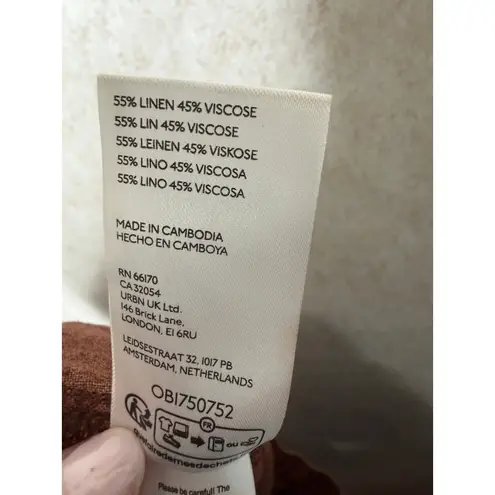 55% LINEN 45% VISCOSE
55% LIN 45% VISCOSE
55% LEINEN 45% VISKOSE
55% LINO 45% VISCOSA
55% LINO 45% VISCOSA
MADE IN CAMBODIA
HECHO EN CAMBOYA
RN 66170
CA 32054
URBN UK Ltd.
146 Brick Lane,
LONDON, E1 6RU
LEIDSESTRAAT 32, 1017 PB
AMSTERDAM, NETHERLANDS
OB1750752
FR
OU
Please be careful! The